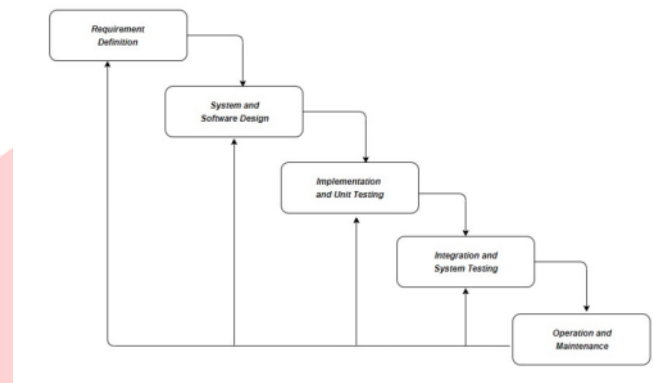 Requirement
Definition
System and
Software Design
Implementation
and Unit Testing
Integration and
System Testing
Operation and
Maintenance